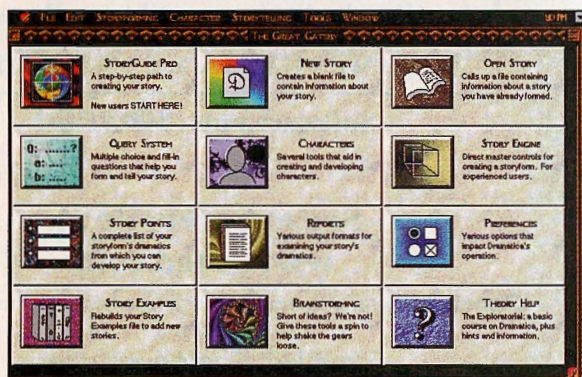 FILE EDIT STORYFORMING CHARACTER STORYTELLING TOOLS WINDOW
THE GREAT GATSBY
STORYGUIDE PRO
A step-by-step path to
creating your story.
New users START HERE!
NEW STORY
Creates a blank file to
contain information about
your story.
OPEN STORY
Calls up a file containing
information about a story
you have already formed.
QUERY SYSTEM
Multiple choice and fill-in
questions that help you
form and tell your story.
CHARACTERS
Several tools that aid in
creating and developing
characters.
STORY ENGINE
Direct master controls for
creating a storyform. For
experienced users.
STORY POINTS
A complete list of your
storyform's dramatics
from which you can
develop your story.
REPORTS
Various output formats for
examining your story's
dramatics.
PREFERENCES
Various options that
impact Dramatica's
operation.
STORY EXAMPLES
Rebuilds your Story
Examples file to add new
stories.
BRAINSTORMING
Short of ideas? We're not!
Give these tools a spin to
help shake the gears
loose.
THEORY HELP
The Exploratorial: a basic
course on Dramatica, plus
hints and information.
D
Q: .......?
a: .....
b: .....
?